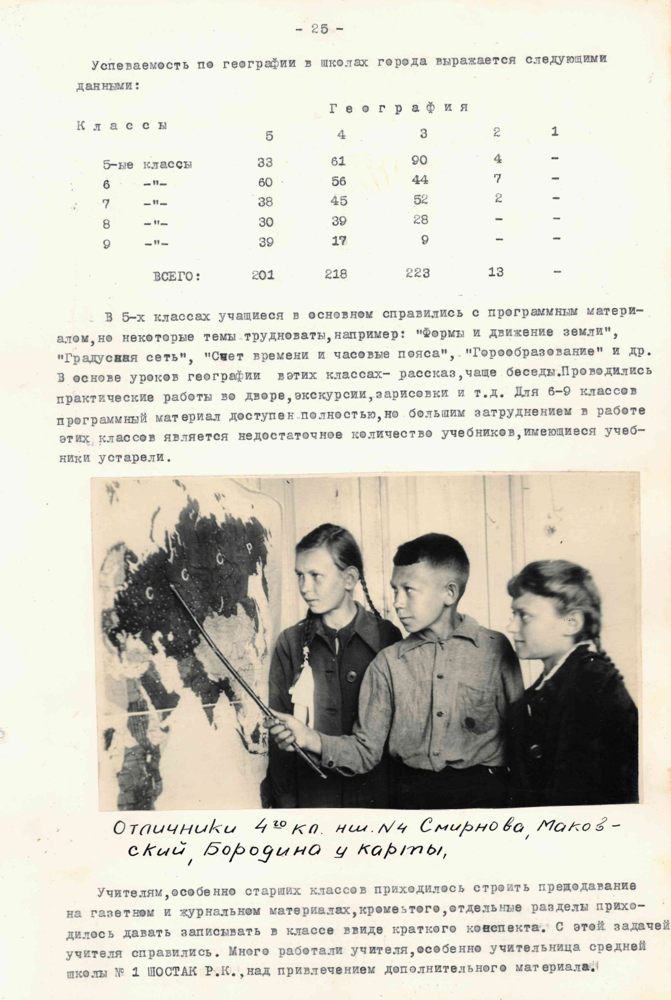 - 25 -
Успеваемость по географии в школах города выражается следующими
данными:
География
Классы
5 4 3 2 1
5-ые классы 33 61 90 4 -
6 -"- 60 56 44 7 -
7 -"- 38 45 52 2 -
8 -"- 30 39 28 - -
9 -"- 39 17 9 - -
ВСЕГО: 201 218 223 13 -
В 5-х классах учащиеся в основном справились с программным матери-
алом,но некоторые темы трудноваты,например: "Формы и движение земли",
"Градусная сеть", "Счет времени и часовые пояса", "Горообразование" и др.
В основе уроков географии вэтих классах- рассказ,чаще беседы.Проводились
практические работы во дворе,экскурсии,зарисовки и т.д. Для 6-9 классов
программный материал доступен полностью,но большим затруднением в работе
этих классов является недостаточное количество учебников,имеющиеся учеб-
ники устарели.
С С С Р
Отличники 4го кл. нш. N4 Смирнова, Маков-
ский, Бородина у карты,
Учителям,особенно старших классов приходилось строить преподавание
на газетном и журнальном материалах,кромеьтого,отдельные разделы прихо-
дилось давать записывать в классе ввиде краткого конспекта. С этой задачей
учителя справились. Много работали учителя,особенно учительница средней
школы № 1 ШОСТАК Р.К.,над привлечением дополнительного материала.